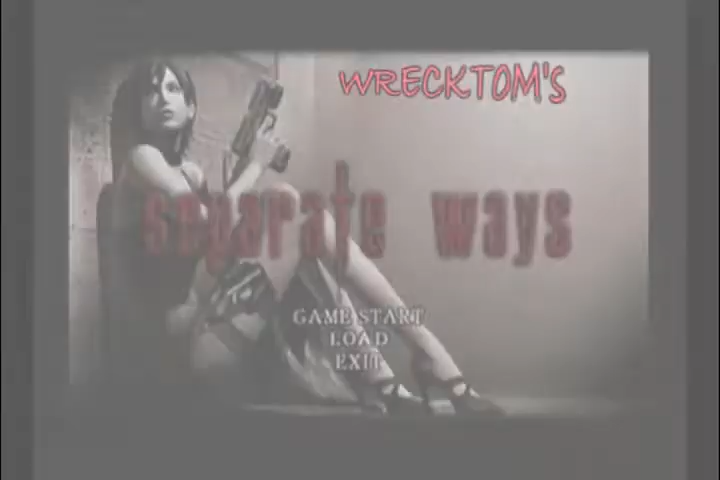 WRECKTOM'S
separate ways
GAME START
LOAD
EXIT